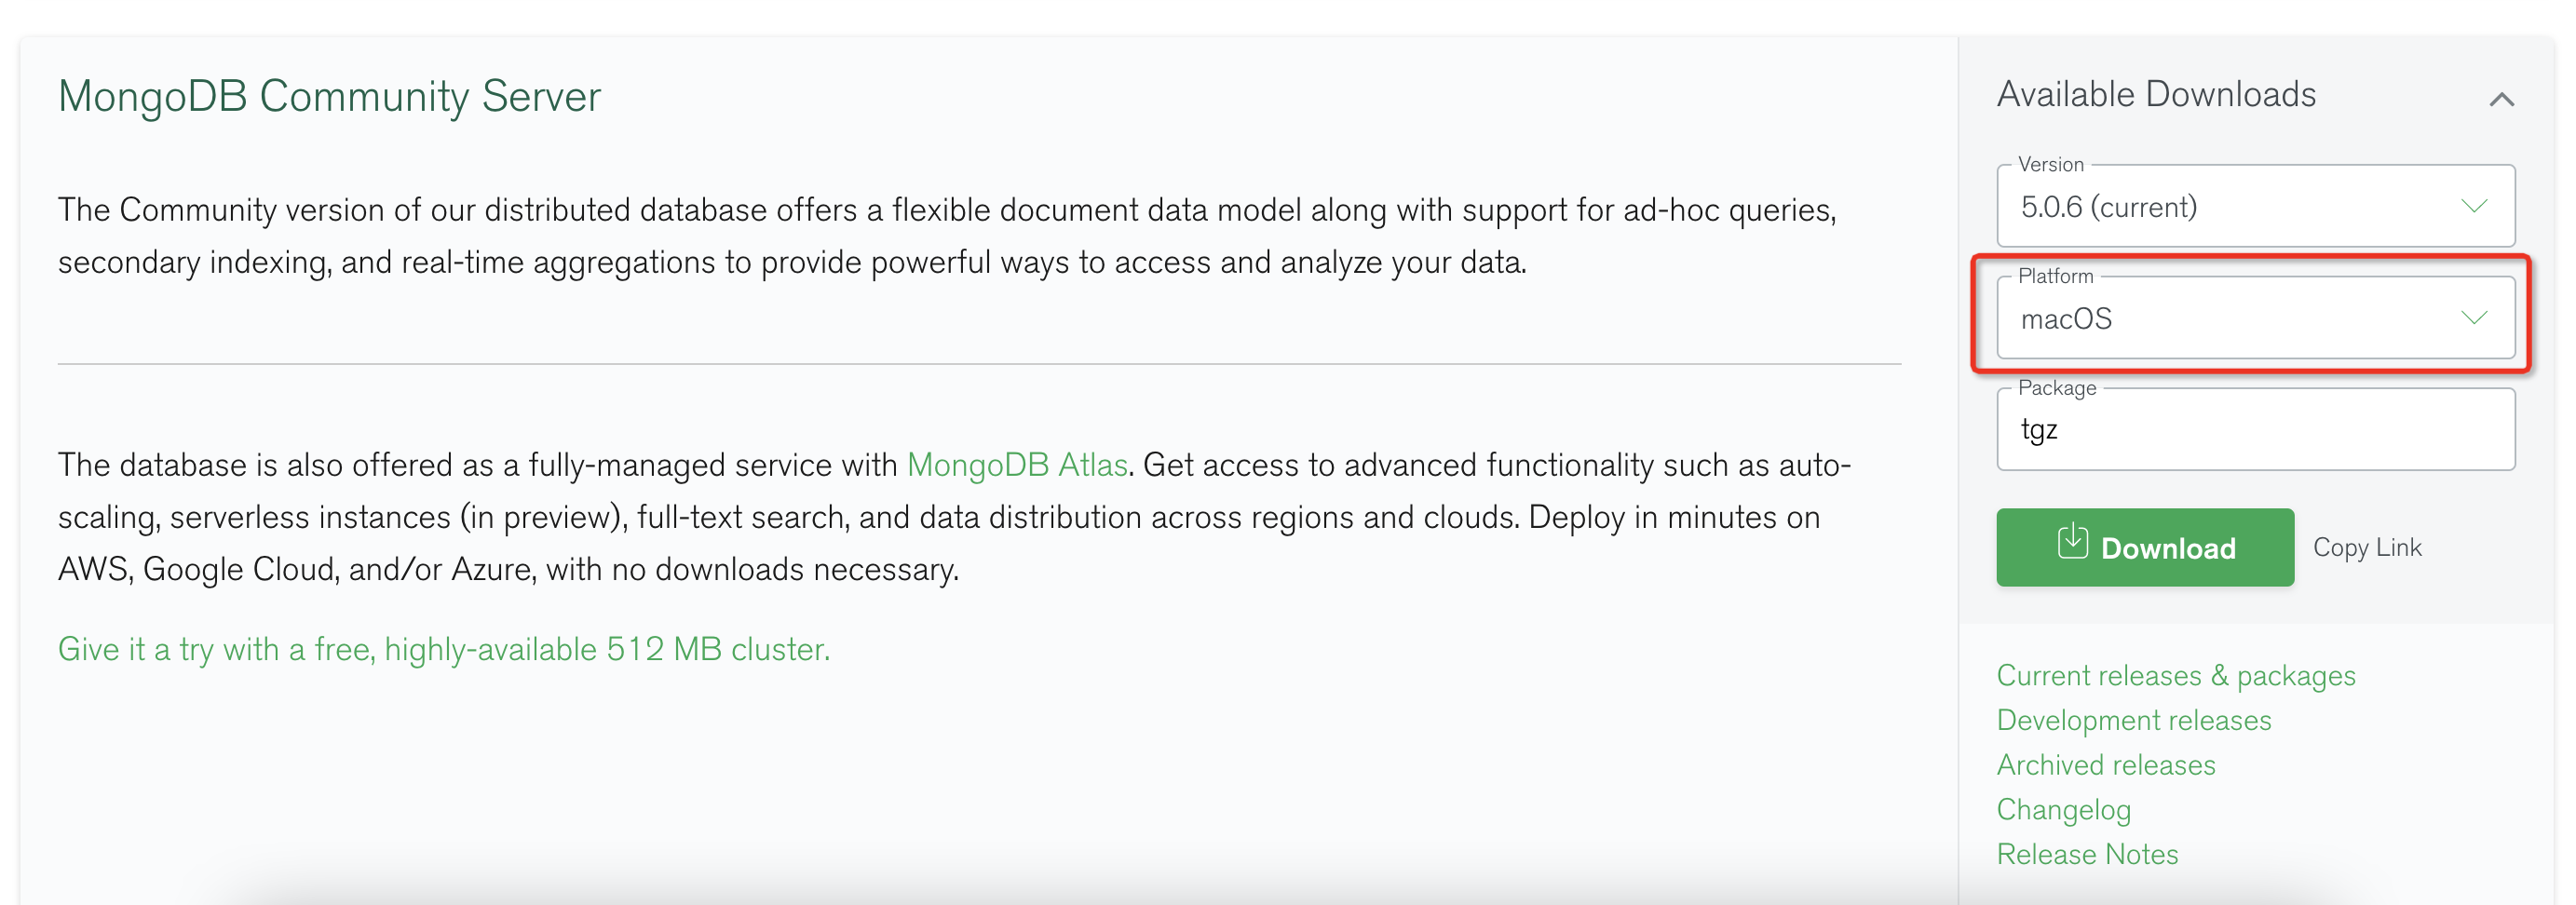 MongoDB Community Server
The Community version of our distributed database offers a flexible document data model along with support for ad-hoc queries,
secondary indexing, and real-time aggregations to provide powerful ways to access and analyze your data.
The database is also offered as a fully-managed service with MongoDB Atlas. Get access to advanced functionality such as auto-
scaling, serverless instances (in preview), full-text search, and data distribution across regions and clouds. Deploy in minutes on
AWS, Google Cloud, and/or Azure, with no downloads necessary.
Give it a try with a free, highly-available 512 MB cluster.
Available Downloads
Version
5.0.6 (current)
Platform
macOS
Package
tgz
Download Copy Link
Current releases & packages
Development releases
Archived releases
Changelog
Release Notes